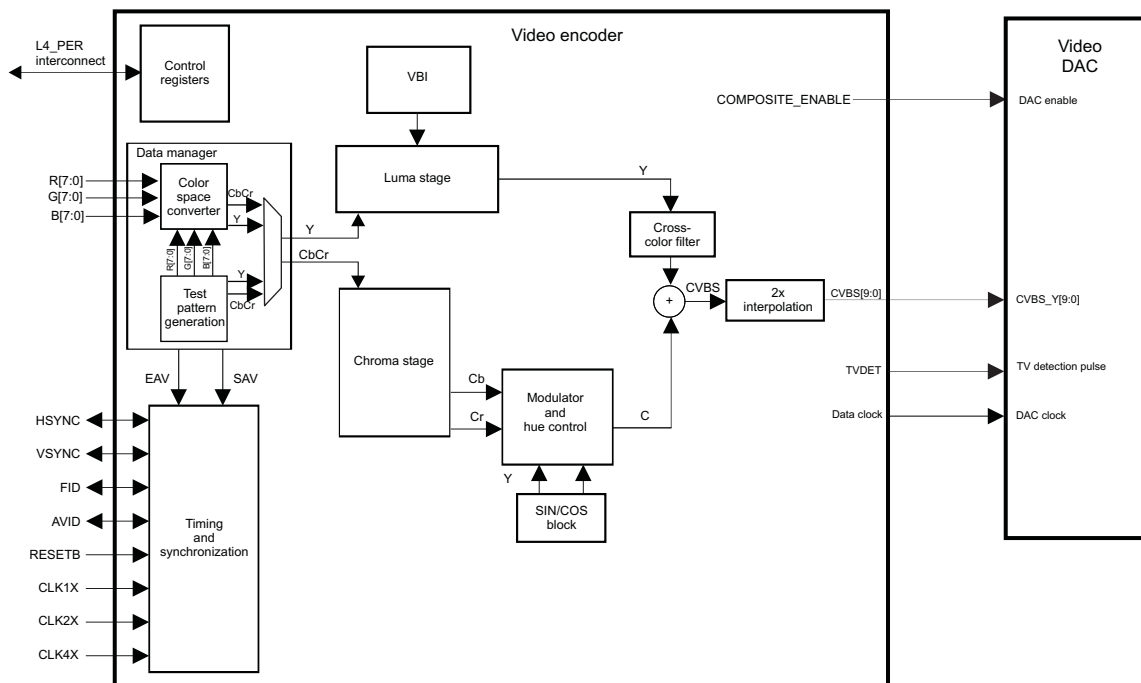 Video encoder
Video
DAC
L4_PER
interconnect
Control
registers
VBI
COMPOSITE_ENABLE
DAC enable
Data manager
R[7:0]
G[7:0]
B[7:0]
Color
space
converter
CbCr
Y
Luma stage
Y
Y
CbCr
R[7:0]
G[7:0]
B[7:0]
Test
pattern
generation
Y
CbCr
Cross-
color filter
+
CVBS
2x
interpolation
CVBS[9:0]
CVBS_Y[9:0]
Chroma stage
Cb
Cr
Modulator
and
hue control
C
TVDET
TV detection pulse
Data clock
DAC clock
EAV
SAV
Y
SIN/COS
block
HSYNC
VSYNC
FID
AVID
RESETB
CLK1X
CLK2X
CLK4X
Timing
and
synchronization